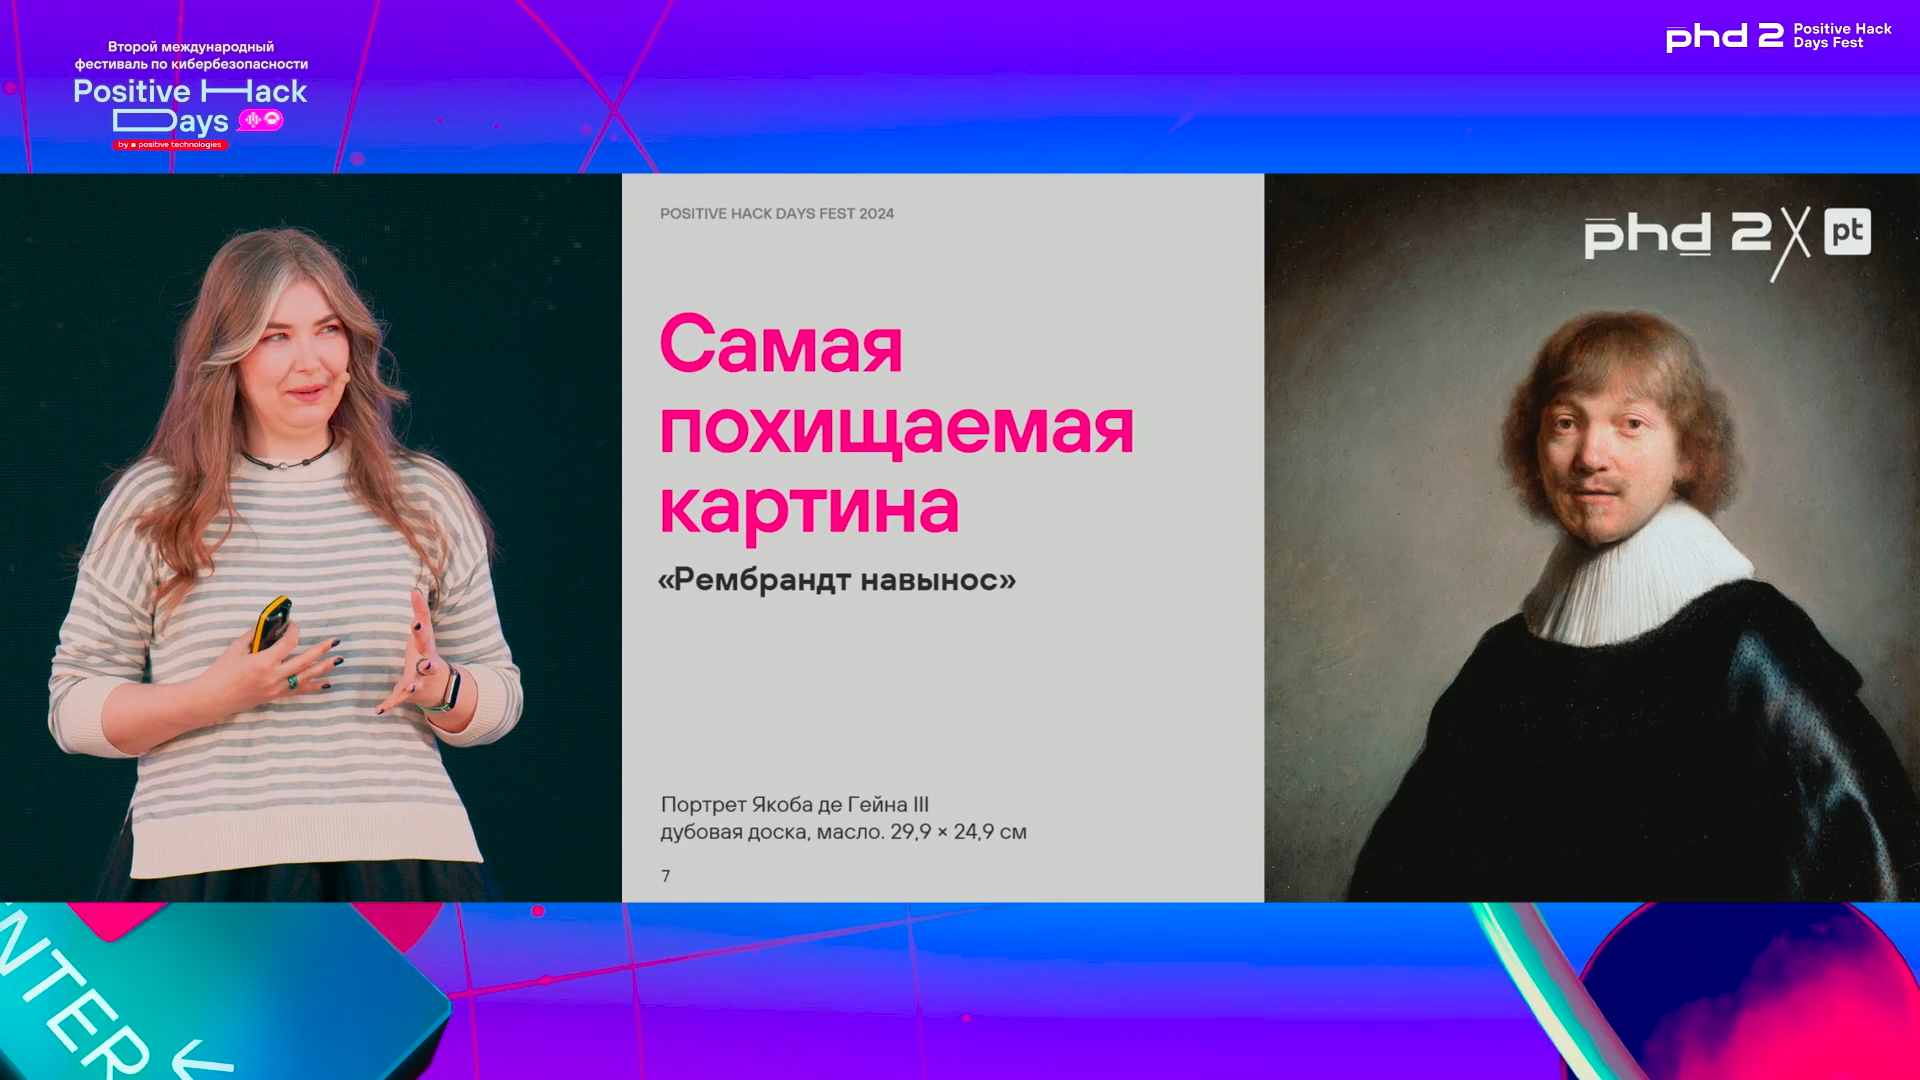 Второй международный
фестиваль по кибербезопасности
Positive Hack
Days
by positive technologies
phd 2 Positive Hack
Days Fest
POSITIVE HACK DAYS FEST 2024
phd 2 pt
Самая
похищаемая
картина
«Рембрандт навынос»
Портрет Якоба де Гейна III
дубовая доска, масло. 29,9 × 24,9 см
7
NTER